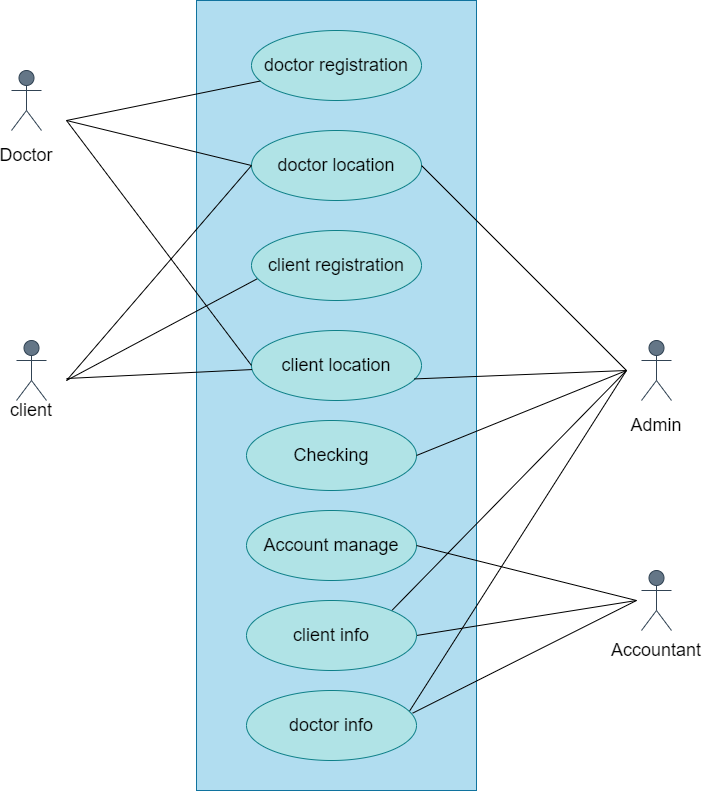 doctor registration
Doctor
doctor location
client registration
client location
client
Admin
Checking
Account manage
client info
Accountant
doctor info